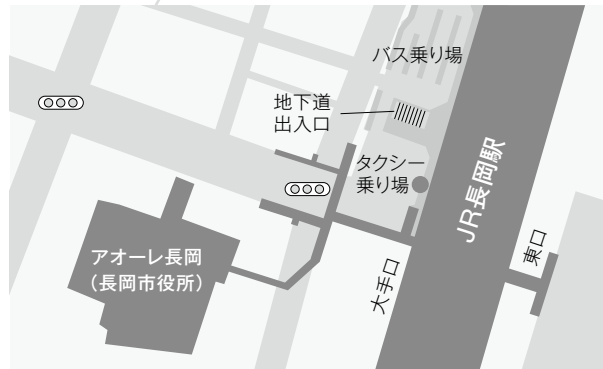 バス乗り場
地下道
出入口
タクシー
乗り場
JR長岡駅
アオーレ長岡
（長岡市役所）
大手口
東口